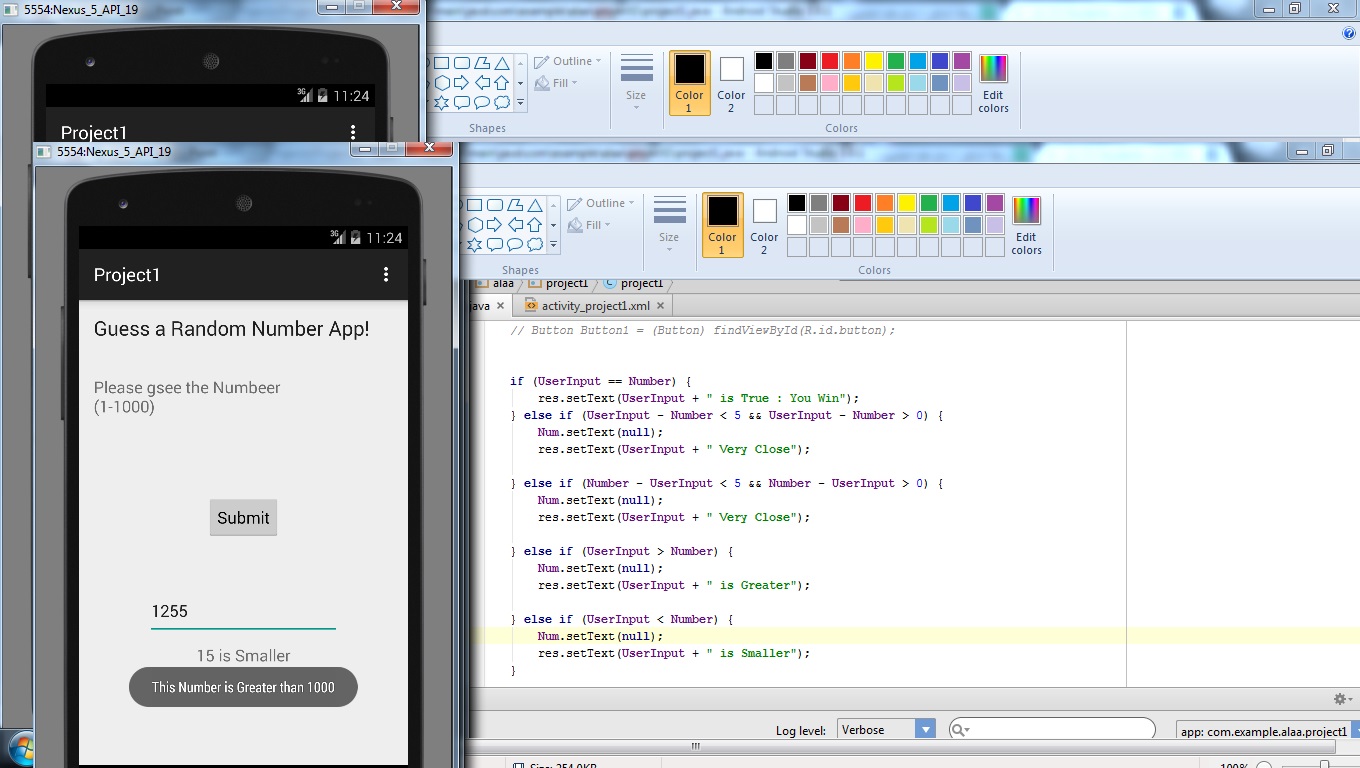 5554:Nexus_5_API_19
Outline
Fill
Size
Color
1
Color
2
Edit
colors
Shapes
Colors
3G 11:24
Project1
5554:Nexus_5_API_19
Outline
Fill
Size
Color
1
Color
2
Edit
colors
Shapes
Colors
3G 11:24
Project1
Guess a Random Number App!
Please gsee the Numbeer
(1-1000)
Submit
1255
15 is Smaller
This Number is Greater than 1000
alaa project1 project1
java activity_project1.xml
// Button Button1 = (Button) findViewById(R.id.button);
if (UserInput == Number) {
res.setText(UserInput + " is True : You Win");
} else if (UserInput - Number < 5 && UserInput - Number > 0) {
Num.setText(null);
res.setText(UserInput + " Very Close");
} else if (Number - UserInput < 5 && Number - UserInput > 0) {
Num.setText(null);
res.setText(UserInput + " Very Close");
} else if (UserInput > Number) {
Num.setText(null);
res.setText(UserInput + " is Greater");
} else if (UserInput < Number) {
Num.setText(null);
res.setText(UserInput + " is Smaller");
}
Log level: Verbose
app: com.example.alaa.project1
Size: 254.0KB
100%